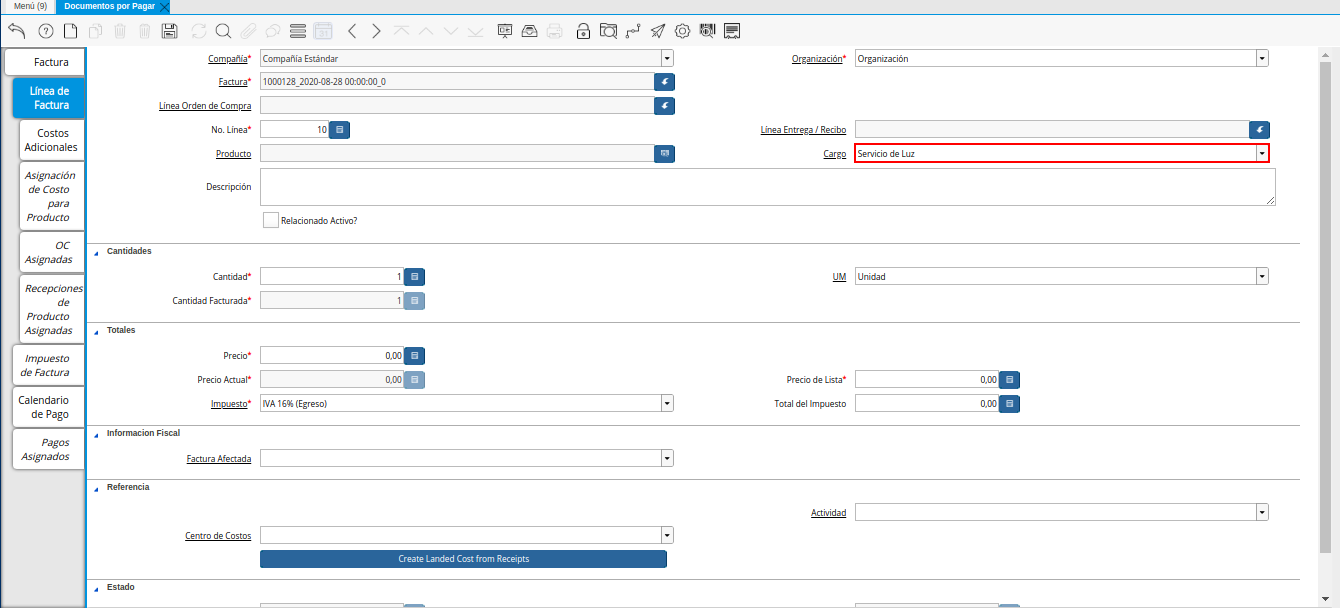 Menú (9) Documentos por Pagar
Factura
Línea de
Factura
Costos
Adicionales
Asignación
de Costo
para
Producto
OC
Asignadas
Recepciones
de
Producto
Asignadas
Impuesto
de Factura
Calendario
de Pago
Pagos
Asignados
Compañía* Compañía Estándar Organización* Organización
Factura* 1000128_2020-08-28 00:00:00_0
Línea Orden de Compra
No. Línea* 10 Línea Entrega / Recibo
Producto Cargo Servicio de Luz
Descripción
Relacionado Activo?
Cantidades
Cantidad* 1 UM Unidad
Cantidad Facturada* 1
Totales
Precio* 0,00
Precio Actual* 0,00 Precio de Lista* 0,00
Impuesto* IVA 16% (Egreso) Total del Impuesto 0,00
Informacion Fiscal
Factura Afectada
Referencia
Actividad
Centro de Costos
Create Landed Cost from Receipts
Estado